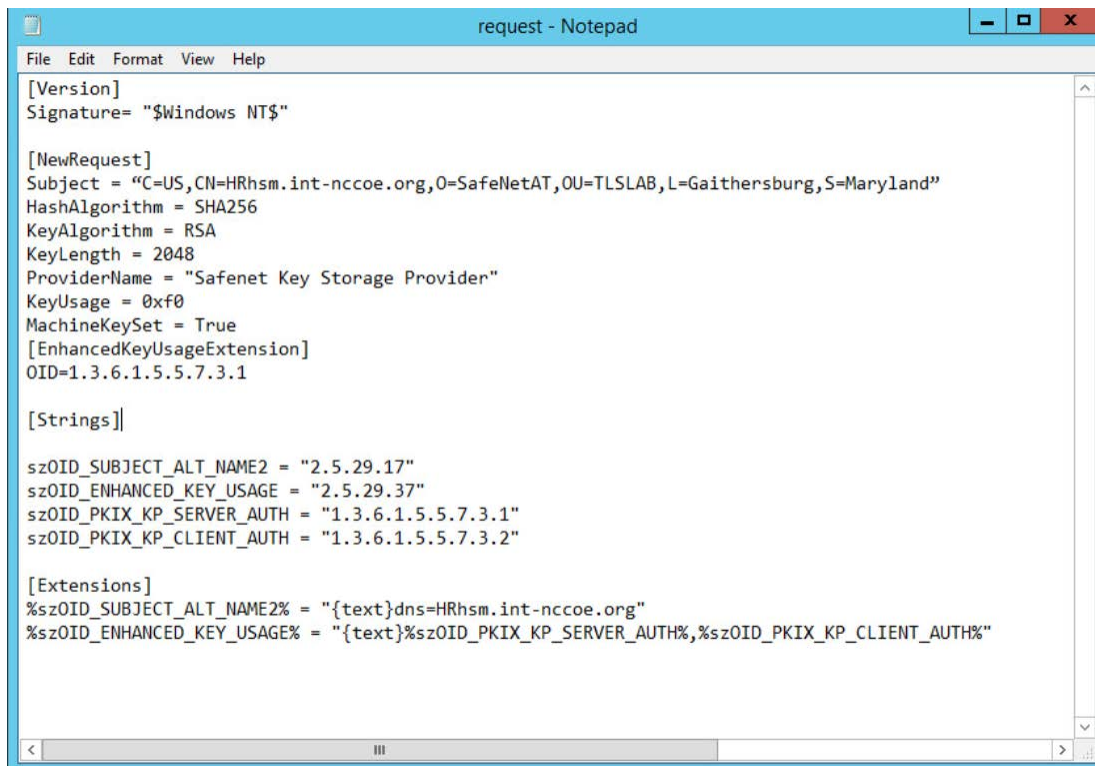 request - Notepad
File Edit Format View Help
[Version]
Signature= "$Windows NT$"
[NewRequest]
Subject = “C=US,CN=HRhsm.int-nccoe.org,O=SafeNetAT,OU=TLSLAB,L=Gaithersburg,S=Maryland”
HashAlgorithm = SHA256
KeyAlgorithm = RSA
KeyLength = 2048
ProviderName = "Safenet Key Storage Provider"
KeyUsage = 0xf0
MachineKeySet = True
[EnhancedKeyUsageExtension]
OID=1.3.6.1.5.5.7.3.1
[Strings]
szOID_SUBJECT_ALT_NAME2 = "2.5.29.17"
szOID_ENHANCED_KEY_USAGE = "2.5.29.37"
szOID_PKIX_KP_SERVER_AUTH = "1.3.6.1.5.5.7.3.1"
szOID_PKIX_KP_CLIENT_AUTH = "1.3.6.1.5.5.7.3.2"
[Extensions]
%szOID_SUBJECT_ALT_NAME2% = "{text}dns=HRhsm.int-nccoe.org"
%szOID_ENHANCED_KEY_USAGE% = "{text}%szOID_PKIX_KP_SERVER_AUTH%,%szOID_PKIX_KP_CLIENT_AUTH%"